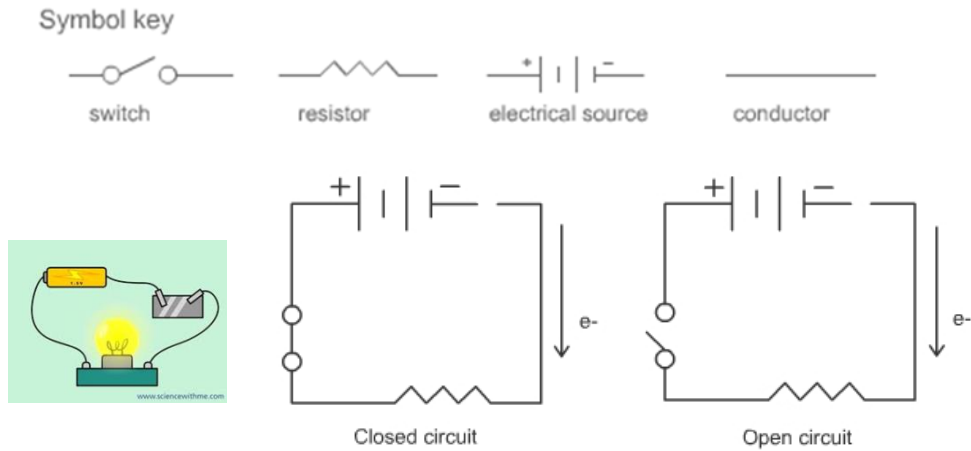 Symbol key
+ −
switch resistor electrical source conductor
+ − + −
e- e-
www.sciencewithme.com
Closed circuit Open circuit